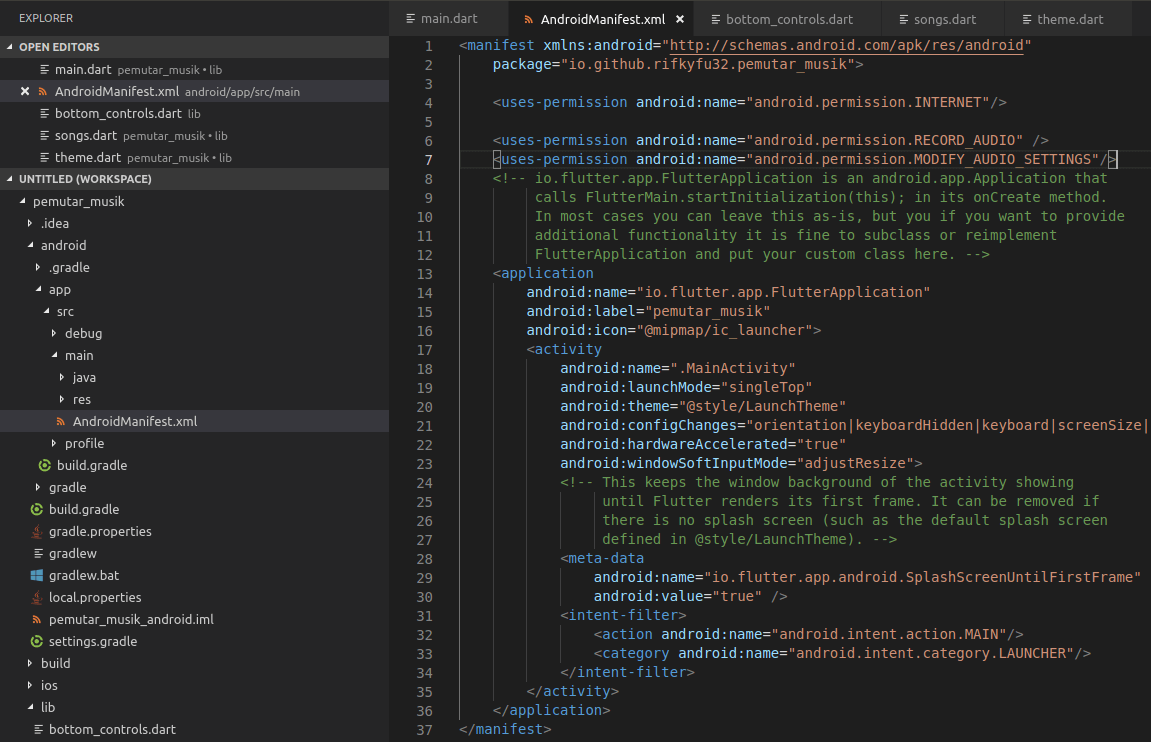 EXPLORER
OPEN EDITORS
main.dart pemutar_musik • lib
AndroidManifest.xml android/app/src/main
bottom_controls.dart lib
songs.dart pemutar_musik • lib
theme.dart pemutar_musik • lib
UNTITLED (WORKSPACE)
pemutar_musik
.idea
android
.gradle
app
src
debug
main
java
res
AndroidManifest.xml
profile
build.gradle
gradle
build.gradle
gradle.properties
gradlew
gradlew.bat
local.properties
pemutar_musik_android.iml
settings.gradle
build
ios
lib
bottom_controls.dart
main.dart AndroidManifest.xml bottom_controls.dart songs.dart theme.dart
1 <manifest xmlns:android="http://schemas.android.com/apk/res/android"
2 package="io.github.rifkyfu32.pemutar_musik">
3
4 <uses-permission android:name="android.permission.INTERNET"/>
5
6 <uses-permission android:name="android.permission.RECORD_AUDIO" />
7 <uses-permission android:name="android.permission.MODIFY_AUDIO_SETTINGS"/>
8 <!-- io.flutter.app.FlutterApplication is an android.app.Application that
9 calls FlutterMain.startInitialization(this); in its onCreate method.
10 In most cases you can leave this as-is, but you if you want to provide
11 additional functionality it is fine to subclass or reimplement
12 FlutterApplication and put your custom class here. -->
13 <application
14 android:name="io.flutter.app.FlutterApplication"
15 android:label="pemutar_musik"
16 android:icon="@mipmap/ic_launcher">
17 <activity
18 android:name=".MainActivity"
19 android:launchMode="singleTop"
20 android:theme="@style/LaunchTheme"
21 android:configChanges="orientation|keyboardHidden|keyboard|screenSize|
22 android:hardwareAccelerated="true"
23 android:windowSoftInputMode="adjustResize">
24 <!-- This keeps the window background of the activity showing
25 until Flutter renders its first frame. It can be removed if
26 there is no splash screen (such as the default splash screen
27 defined in @style/LaunchTheme). -->
28 <meta-data
29 android:name="io.flutter.app.android.SplashScreenUntilFirstFrame"
30 android:value="true" />
31 <intent-filter>
32 <action android:name="android.intent.action.MAIN"/>
33 <category android:name="android.intent.category.LAUNCHER"/>
34 </intent-filter>
35 </activity>
36 </application>
37 </manifest>